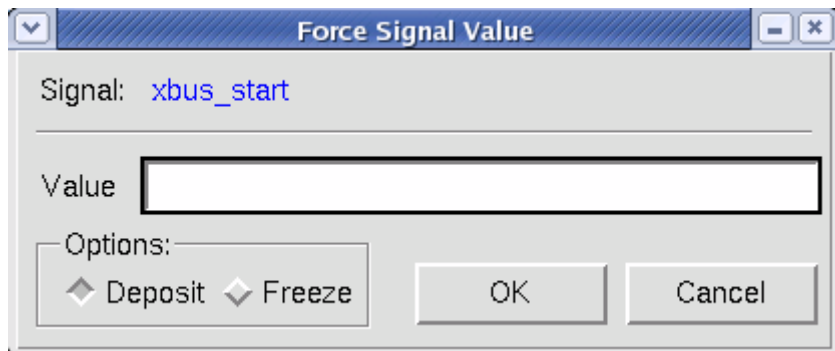 Force Signal Value
Signal: xbus_start
Value
Options:
Deposit Freeze OK Cancel